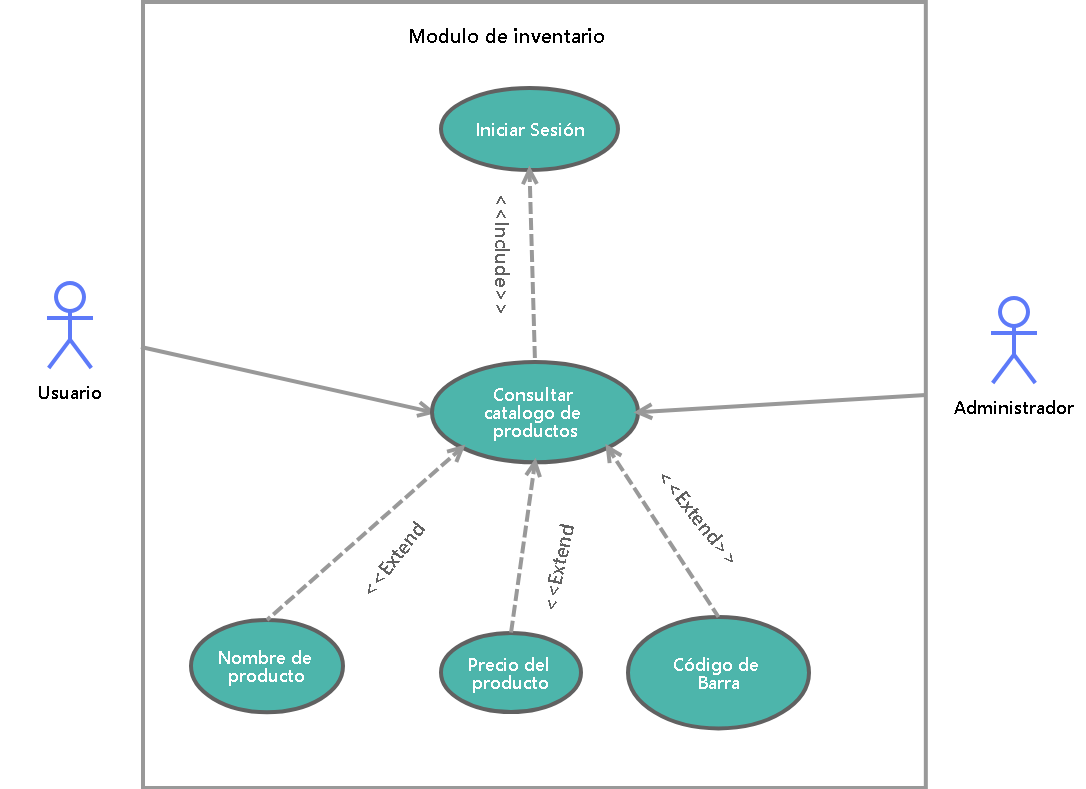 Modulo de inventario
Iniciar Sesión
<<Include>>
Usuario
Consultar
catalogo de
productos
Administrador
<<Extend
<<Extend
<<Extend>>
Nombre de
producto
Precio del
producto
Código de
Barra